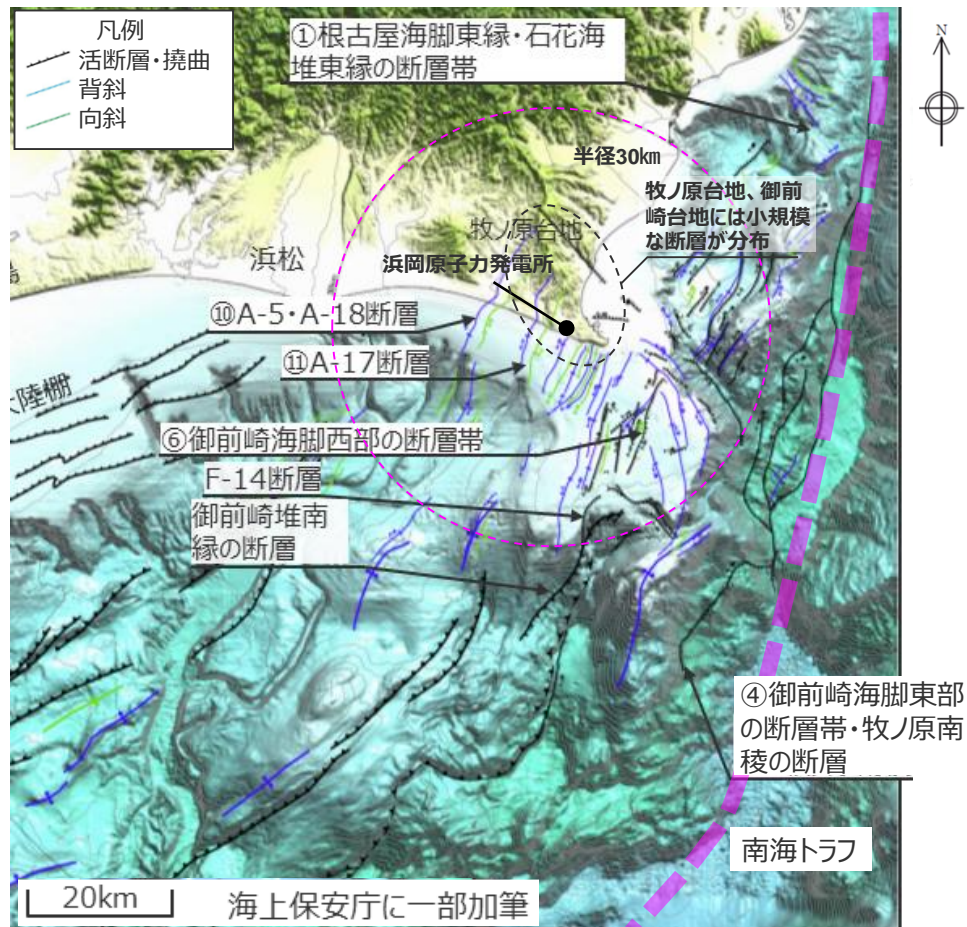 凡例
活断層・撓曲
背斜
向斜
①根古屋海脚東縁・石花海
堆東縁の断層帯
N
半径30㎞
牧ノ原台地、御前
崎台地には小規模
な断層が分布
牧ノ原台地
浜松
浜岡原子力発電所
⑩A-5・A-18断層
⑪A-17断層
陸棚
⑥御前崎海脚西部の断層帯
F-14断層
御前崎堆南
縁の断層
④御前崎海脚東部
の断層帯・牧ノ原南
稜の断層
南海トラフ
20km
海上保安庁に一部加筆